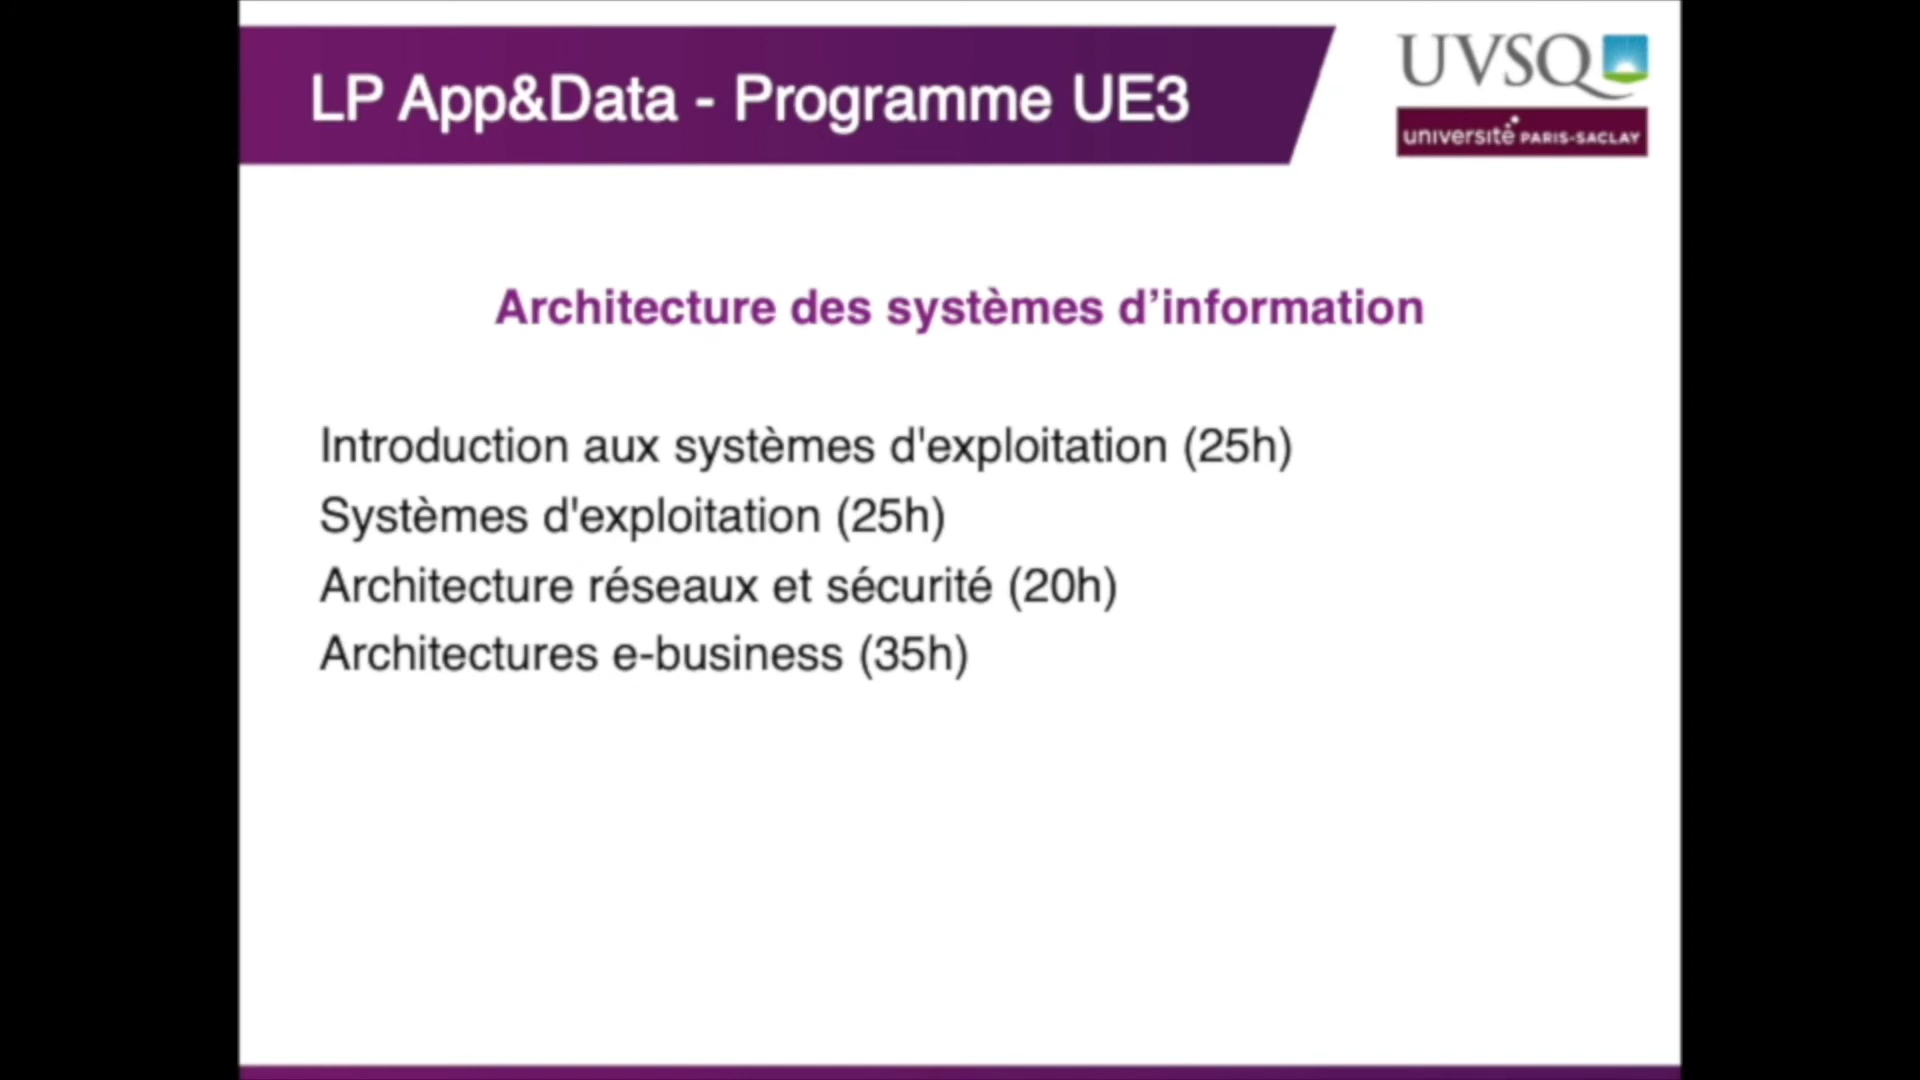 LP App&Data - Programme UE3
UVSQ
université PARIS-SACLAY
Architecture des systèmes d’information
Introduction aux systèmes d'exploitation (25h)
Systèmes d'exploitation (25h)
Architecture réseaux et sécurité (20h)
Architectures e-business (35h)